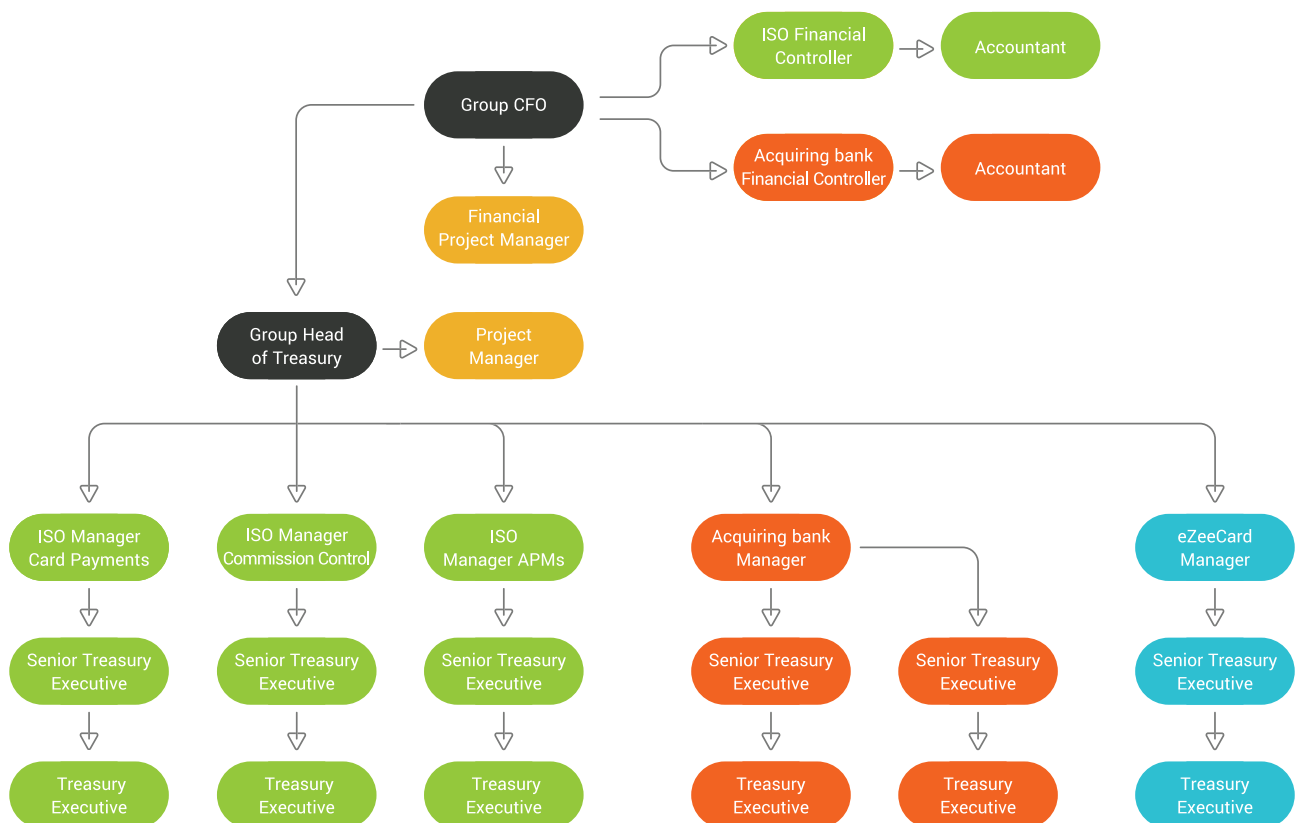 ISO Financial
Controller
Accountant
Group CFO
Acquiring bank
Financial Controller
Accountant
Financial
Project Manager
Group Head
of Treasury
Project
Manager
ISO Manager
Card Payments
ISO Manager
Commission Control
ISO
Manager APMs
Acquiring bank
Manager
eZeeCard
Manager
Senior Treasury
Executive
Senior Treasury
Executive
Senior Treasury
Executive
Senior Treasury
Executive
Senior Treasury
Executive
Senior Treasury
Executive
Treasury
Executive
Treasury
Executive
Treasury
Executive
Treasury
Executive
Treasury
Executive
Treasury
Executive